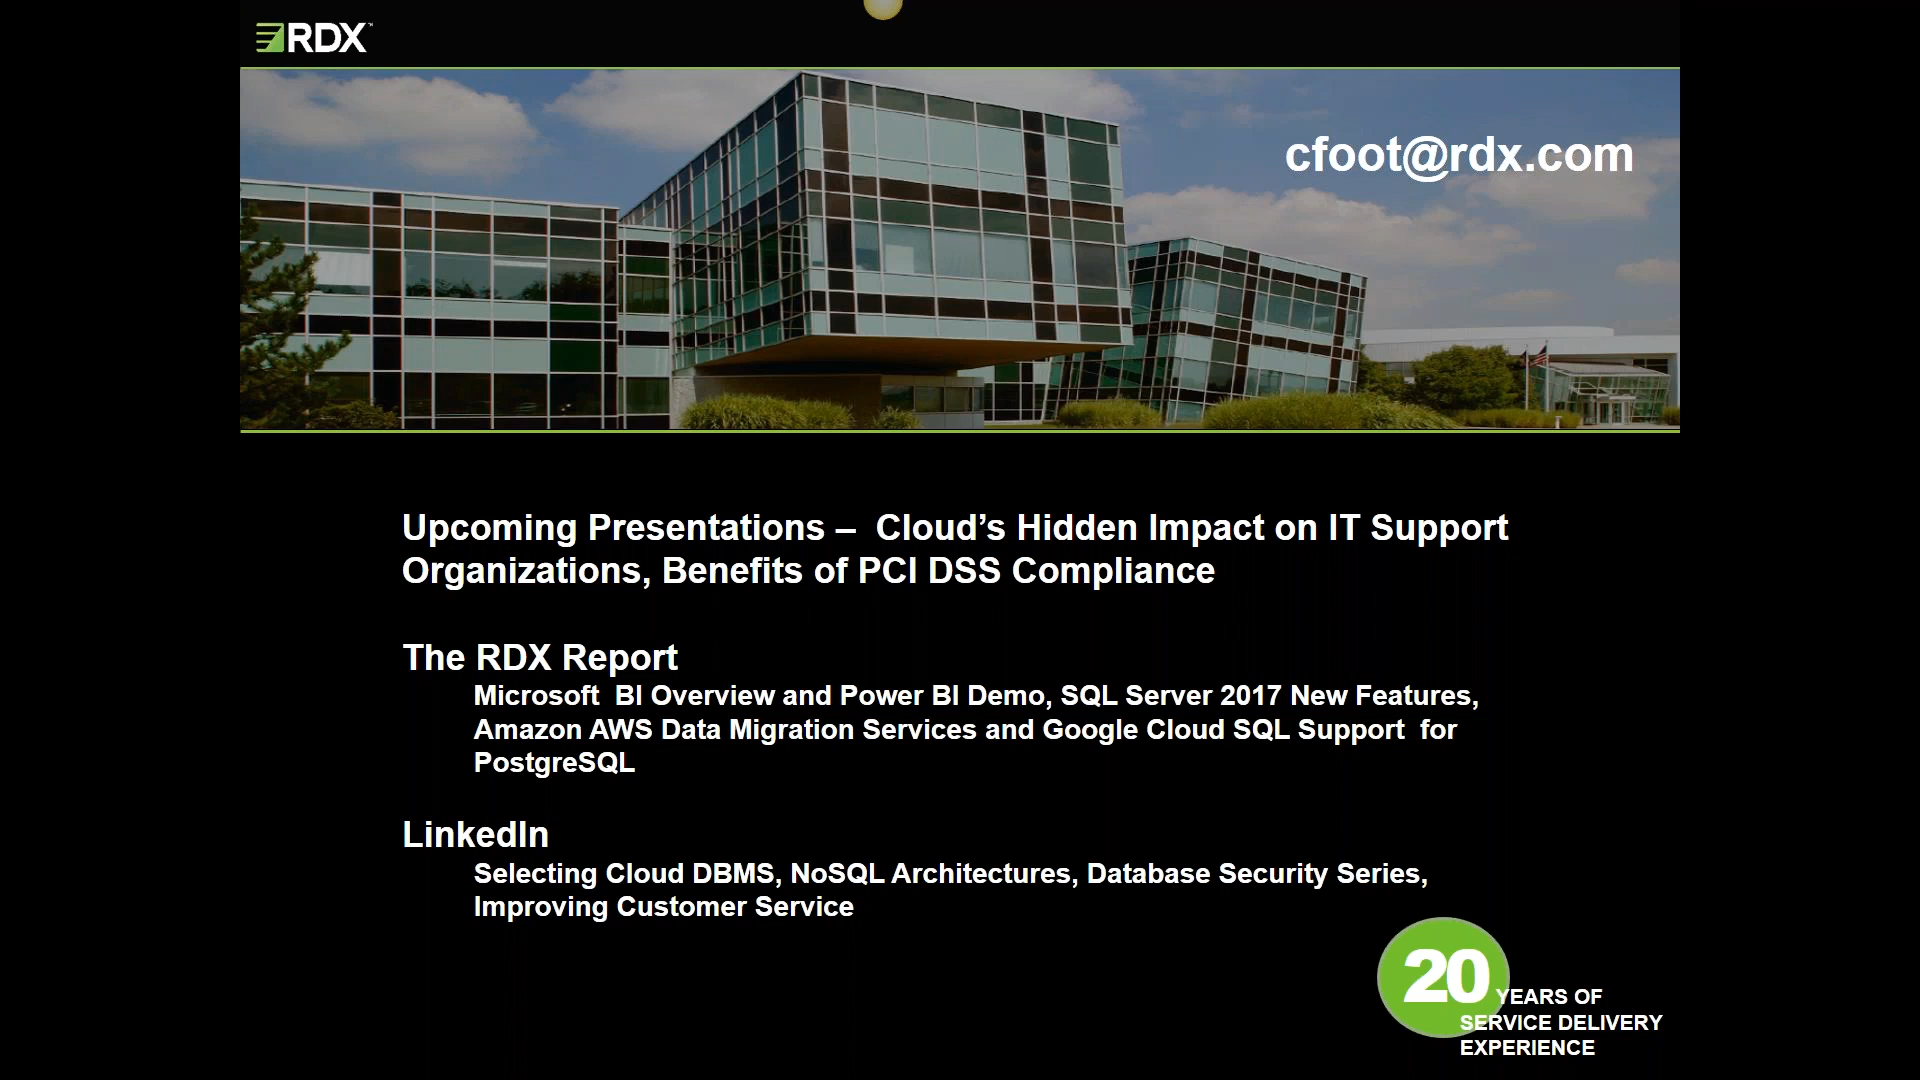 RDX™
cfoot@rdx.com
Upcoming Presentations –  Cloud’s Hidden Impact on IT Support
Organizations, Benefits of PCI DSS Compliance
The RDX Report
Microsoft  BI Overview and Power BI Demo, SQL Server 2017 New Features,
Amazon AWS Data Migration Services and Google Cloud SQL Support  for
PostgreSQL
LinkedIn
Selecting Cloud DBMS, NoSQL Architectures, Database Security Series,
Improving Customer Service
20
YEARS OF
SERVICE DELIVERY
EXPERIENCE